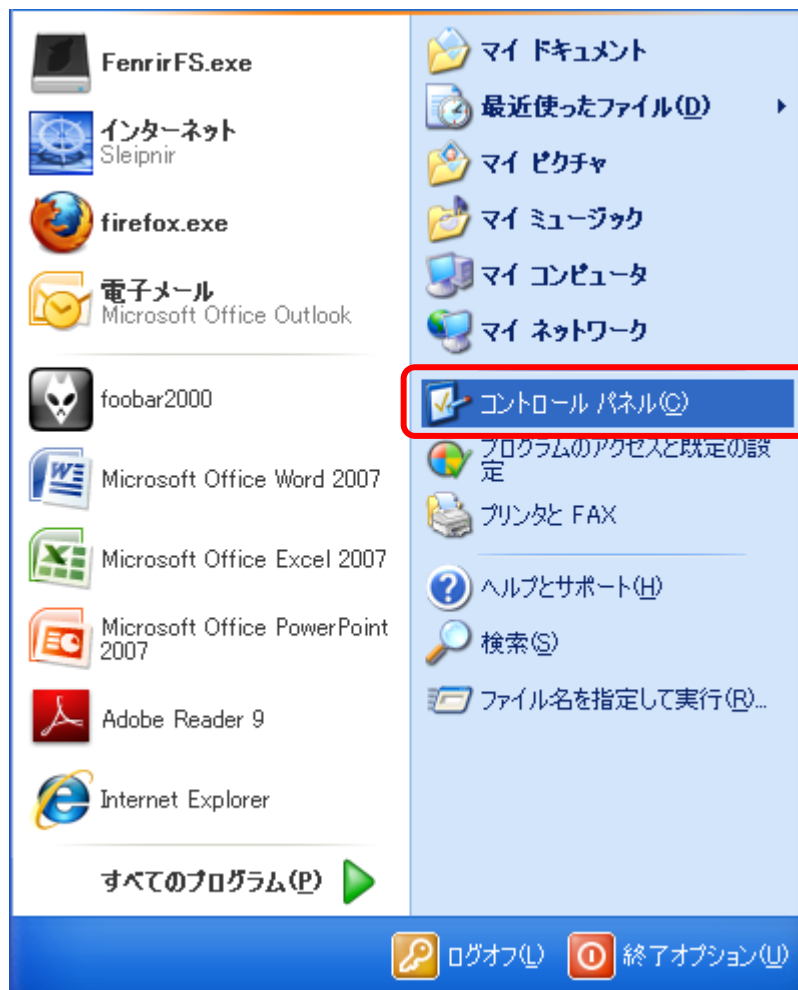 FenrirFS.exe
インターネット
Sleipnir
firefox.exe
電子メール
Microsoft Office Outlook
foobar2000
Microsoft Office Word 2007
Microsoft Office Excel 2007
Microsoft Office PowerPoint
2007
Adobe Reader 9
Internet Explorer
すべてのプログラム(P)
マイ ドキュメント
最近使ったファイル(D)
マイ ピクチャ
マイ ミュージック
マイ コンピュータ
マイ ネットワーク
コントロール パネル(C)
プログラムのアクセスと既定の設
定
プリンタと FAX
ヘルプとサポート(H)
検索(S)
ファイル名を指定して実行(R)...
ログオフ(L)
終了オプション(U)